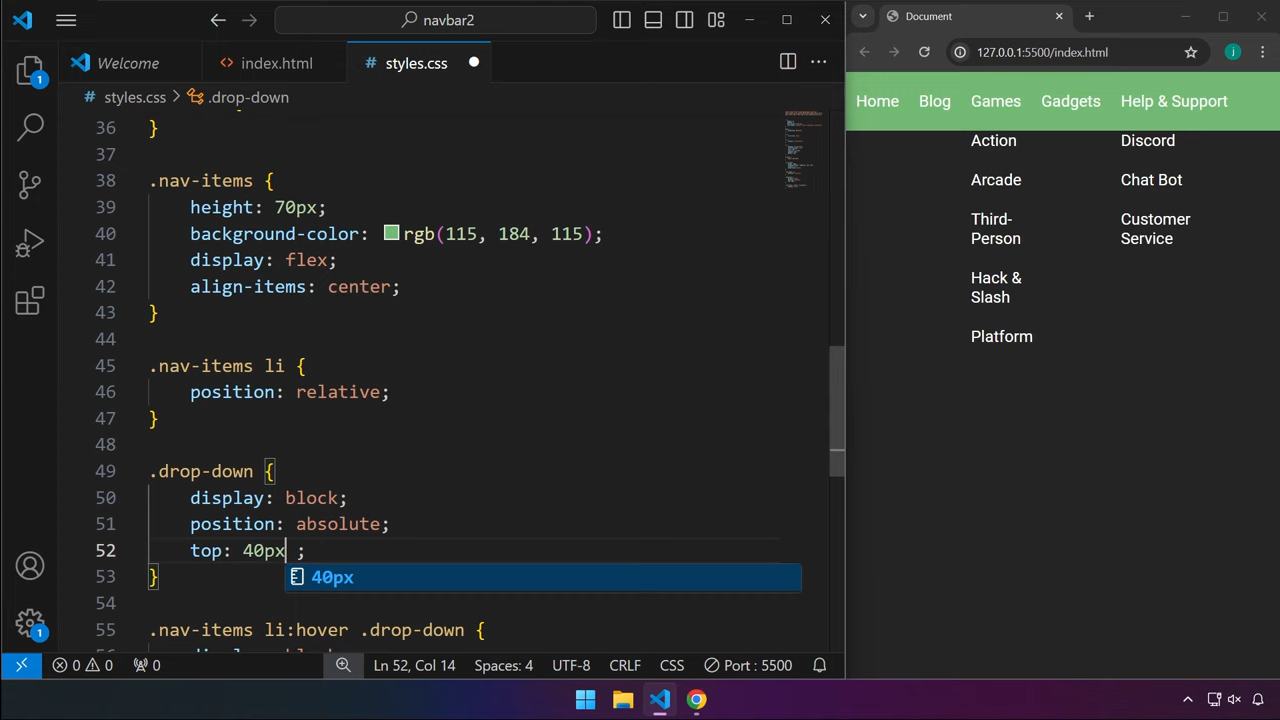 navbar2
Welcome
index.html
# styles.css
# styles.css > .drop-down
36 }
37
38 .nav-items {
39 height: 70px;
40 background-color: rgb(115, 184, 115);
41 display: flex;
42 align-items: center;
43 }
44
45 .nav-items li {
46 position: relative;
47 }
48
49 .drop-down {
50 display: block;
51 position: absolute;
52 top: 40px ;
40px
53 }
54
55 .nav-items li:hover .drop-down {
1
1
0 0 0
Ln 52, Col 14
Spaces: 4
UTF-8
CRLF
CSS
Port : 5500
Document
127.0.0.1:5500/index.html
j
Home Blog Games Gadgets Help & Support
Action
Arcade
Third-
Person
Hack &
Slash
Platform
Discord
Chat Bot
Customer
Service